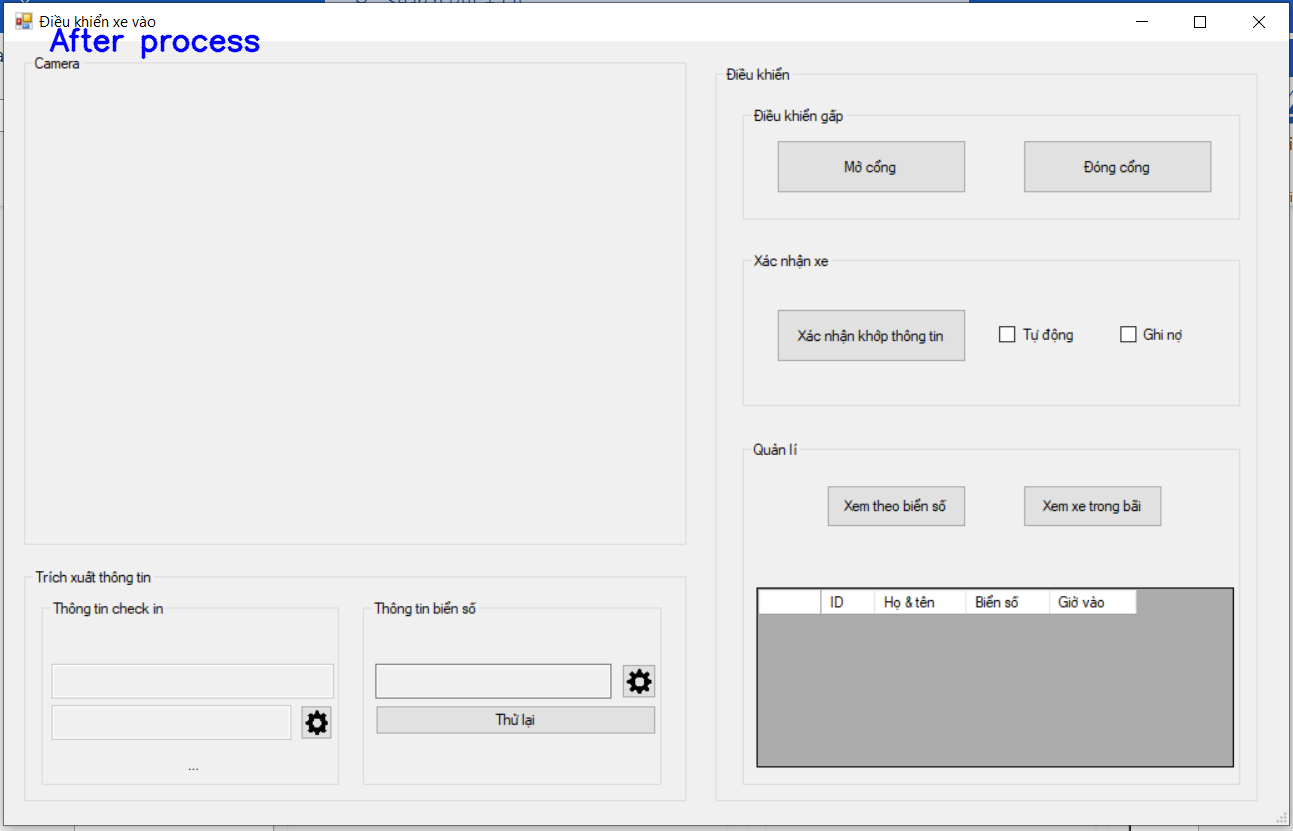 Điều khiển xe vào
After process
Camera
Điều khiển
Điều khiển gấp
Mở cổng
Đóng cổng
Xác nhận xe
Xác nhận khớp thông tin
Tự động
Ghi nợ
Quản lí
Xem theo biển số
Xem xe trong bãi
ID Họ & tên Biển số Giờ vào
Trích xuất thông tin
Thông tin check in
...
Thông tin biển số
Thử lại